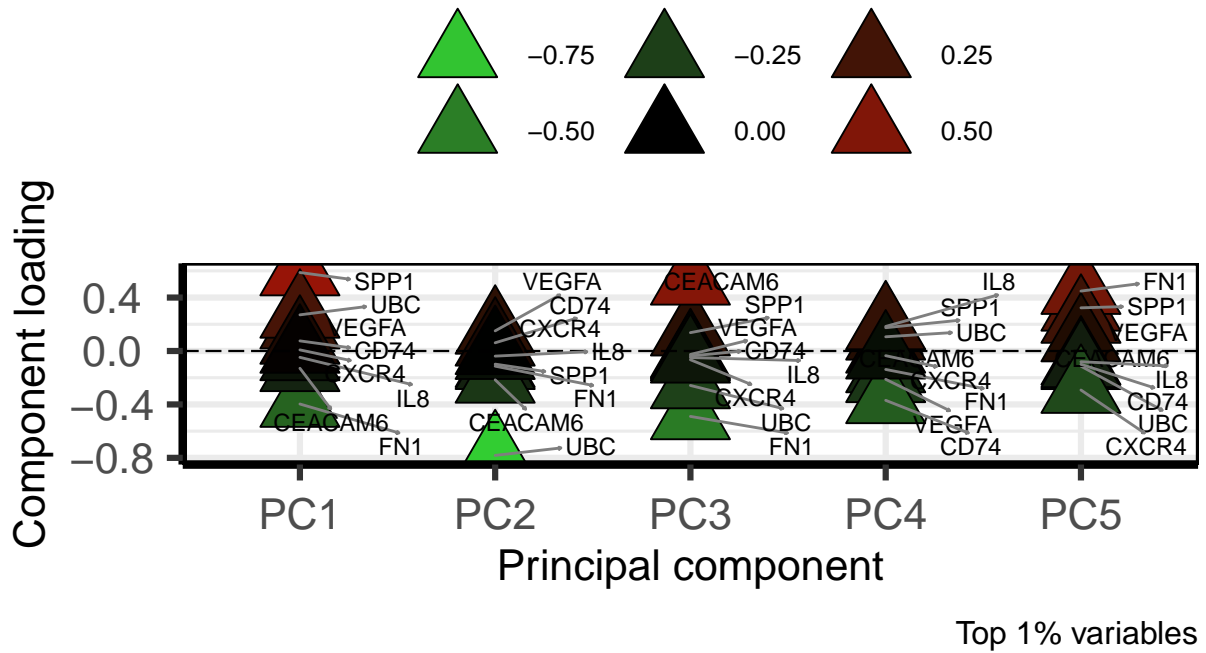 −0.75
−0.25
0.25
−0.50
0.00
0.50
Component loading
0.4
0.0
−0.4
−0.8
SPP1
UBC
VEGFA
CD74
CXCR4
IL8
CEACAM6
FN1
VEGFA
CD74
CXCR4
IL8
SPP1
FN1
CEACAM6
UBC
CEACAM6
SPP1
VEGFA
CD74
IL8
CXCR4
UBC
FN1
IL8
SPP1
UBC
CEACAM6
CXCR4
FN1
VEGFA
CD74
FN1
SPP1
VEGFA
CEACAM6
IL8
CD74
UBC
CXCR4
PC1
PC2
PC3
PC4
PC5
Principal component
Top 1% variables